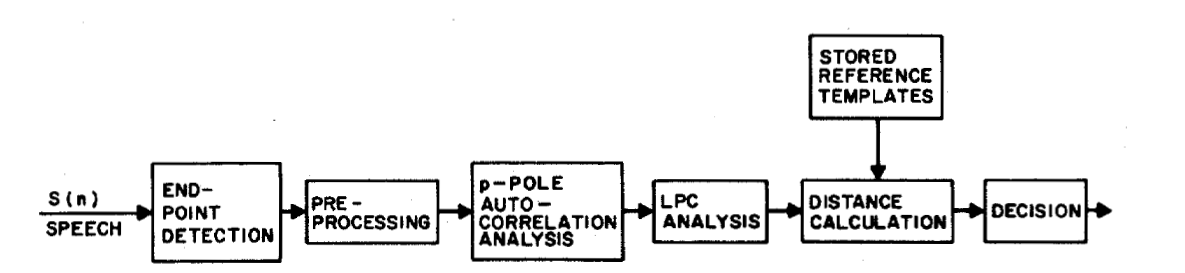 STORED
REFERENCE
TEMPLATES
S(n)
SPEECH
END-
POINT
DETECTION
PRE-
PROCESSING
p-POLE
AUTO-
CORRELATION
ANALYSIS
LPC
ANALYSIS
DISTANCE
CALCULATION
DECISION